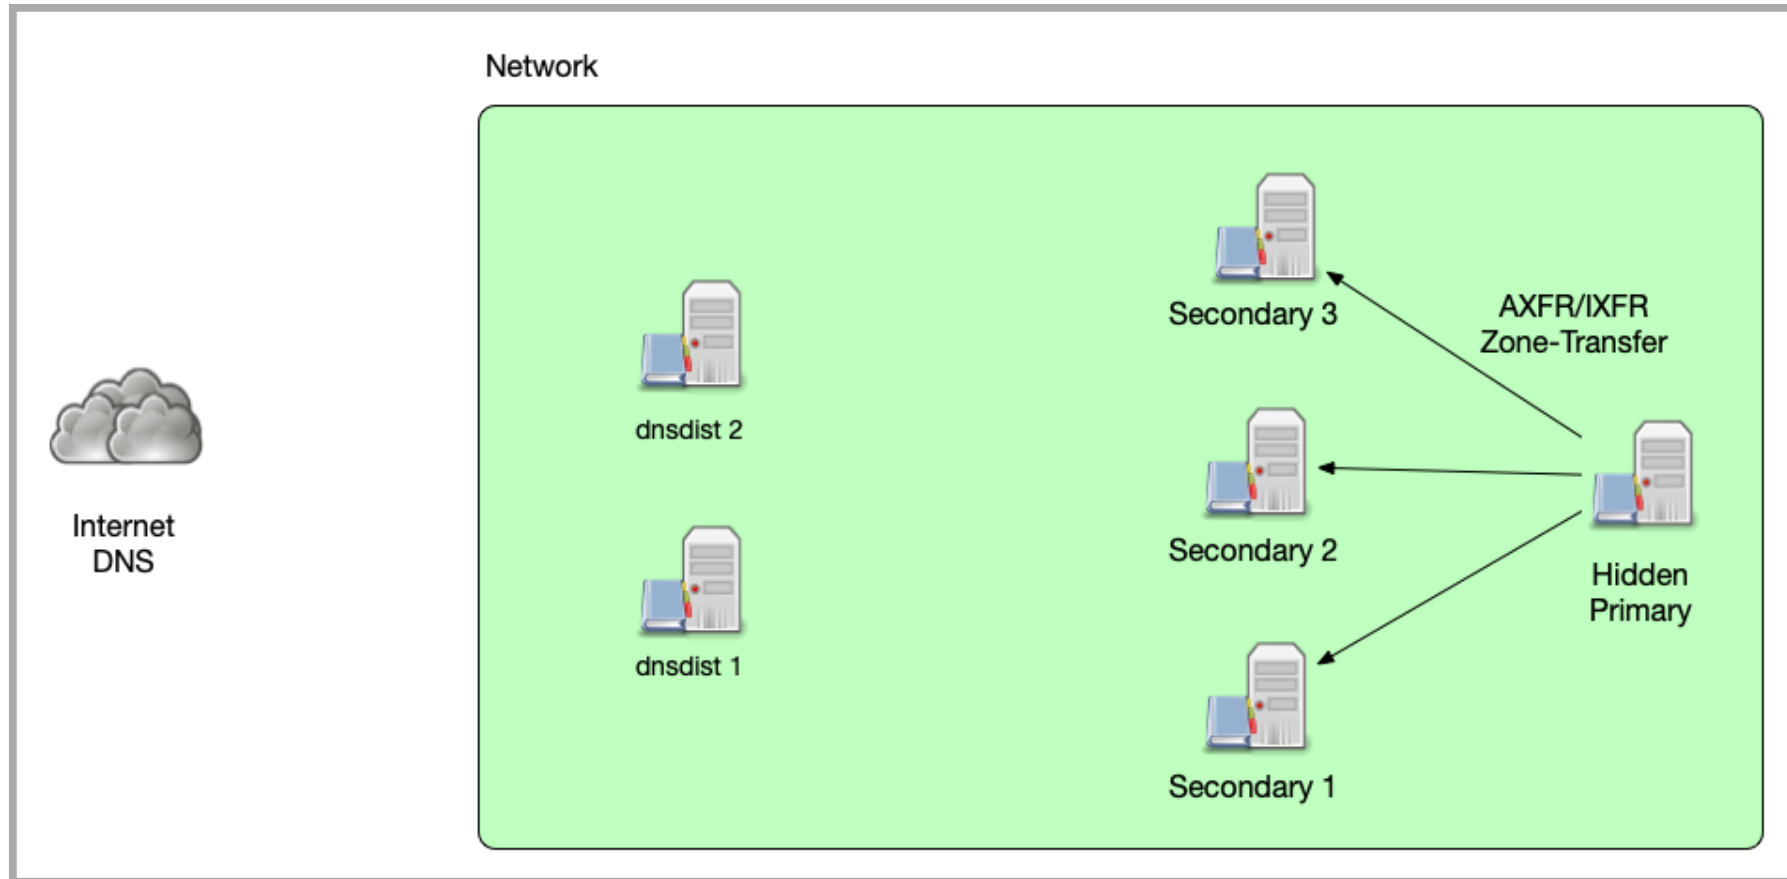 Network
Secondary 3
AXFR/IXFR
Zone-Transfer
dnsdist 2
Internet
DNS
Secondary 2
Hidden
Primary
dnsdist 1
Secondary 1